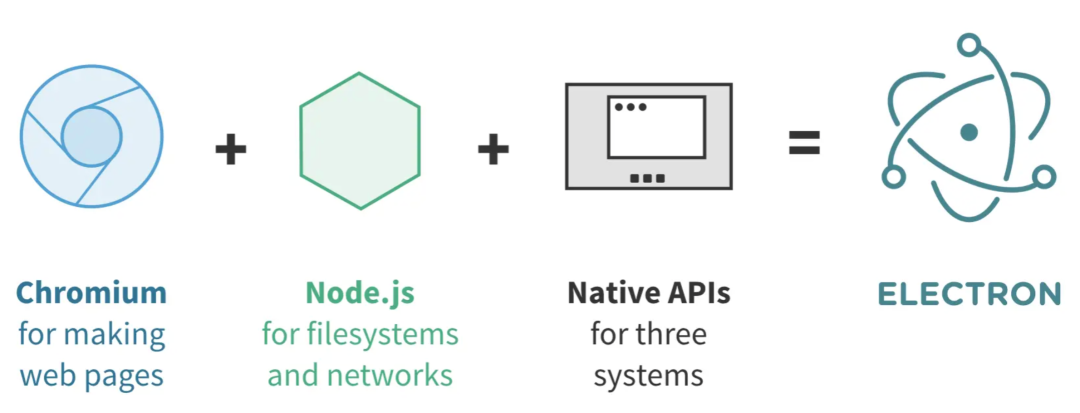 Chromium
for making
web pages
+
Node.js
for filesystems
and networks
+
Native APIs
for three
systems
=
ELECTRON